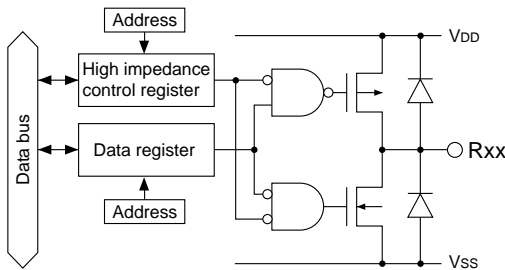 Address
VDD
High impedance
control register
Data bus
Data register
Rxx
Address
VSS